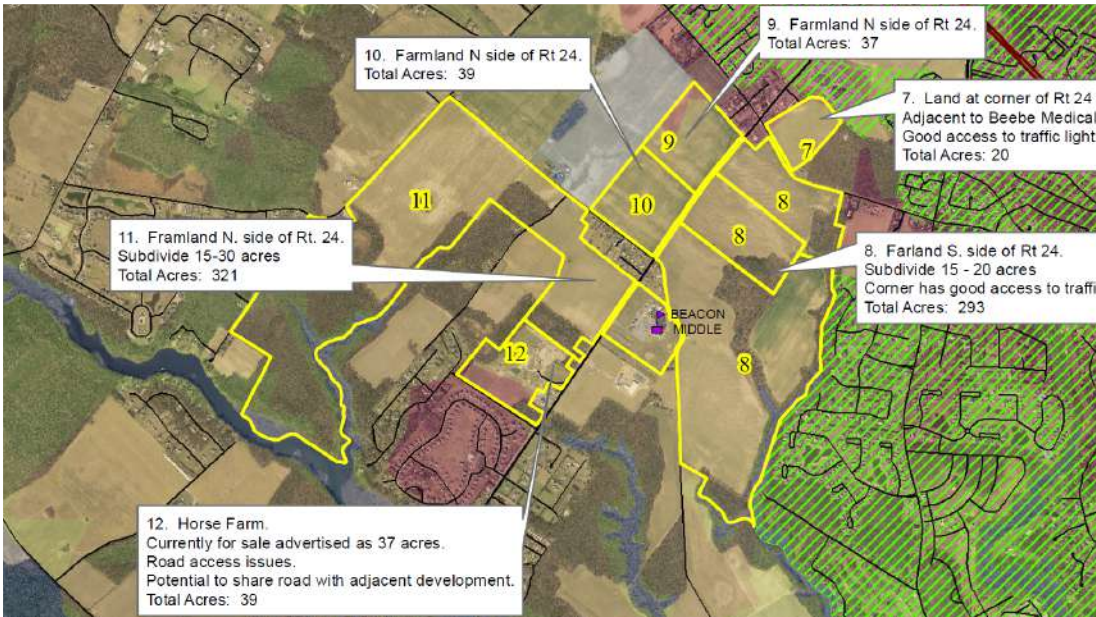 9. Farmland N side of Rt 24.
Total Acres: 37
10. Farmland N side of Rt 24.
Total Acres: 39
7. Land at corner of Rt 24
Adjacent to Beebe Medical
Good access to traffic light
Total Acres: 20
9
7
11
10
8
8
11. Framland N. side of Rt. 24.
Subdivide 15-30 acres
Total Acres: 321
8. Farland S. side of Rt 24.
Subdivide 15 - 20 acres
Corner has good access to traffi
Total Acres: 293
BEACON
MIDDLE
12
8
12. Horse Farm.
Currently for sale advertised as 37 acres.
Road access issues.
Potential to share road with adjacent development.
Total Acres: 39